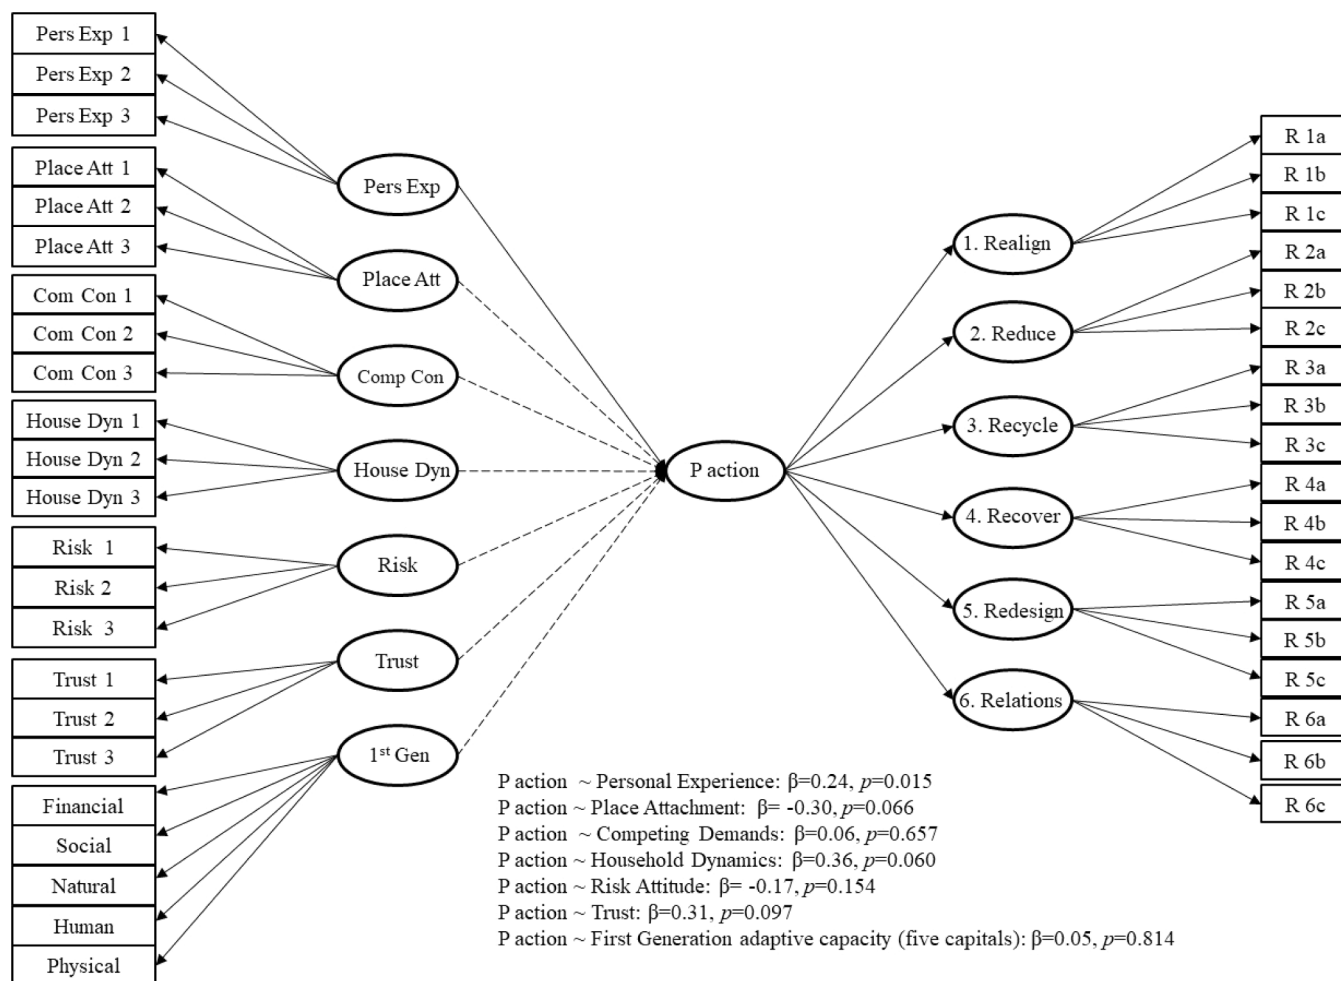 Pers Exp 1
Pers Exp 2
Pers Exp 3
Place Att 1
Place Att 2
Place Att 3
Com Con 1
Com Con 2
Com Con 3
House Dyn 1
House Dyn 2
House Dyn 3
Risk 1
Risk 2
Risk 3
Trust 1
Trust 2
Trust 3
Financial
Social
Natural
Human
Physical
Pers Exp
Place Att
Comp Con
House Dyn
Risk
Trust
1st Gen
P action
1. Realign
2. Reduce
3. Recycle
4. Recover
5. Redesign
6. Relations
R 1a
R 1b
R 1c
R 2a
R 2b
R 2c
R 3a
R 3b
R 3c
R 4a
R 4b
R 4c
R 5a
R 5b
R 5c
R 6a
R 6b
R 6c
P action ~ Personal Experience: β=0.24, p=0.015
P action ~ Place Attachment: β= -0.30, p=0.066
P action ~ Competing Demands: β=0.06, p=0.657
P action ~ Household Dynamics: β=0.36, p=0.060
P action ~ Risk Attitude: β= -0.17, p=0.154
P action ~ Trust: β=0.31, p=0.097
P action ~ First Generation adaptive capacity (five capitals): β=0.05, p=0.814